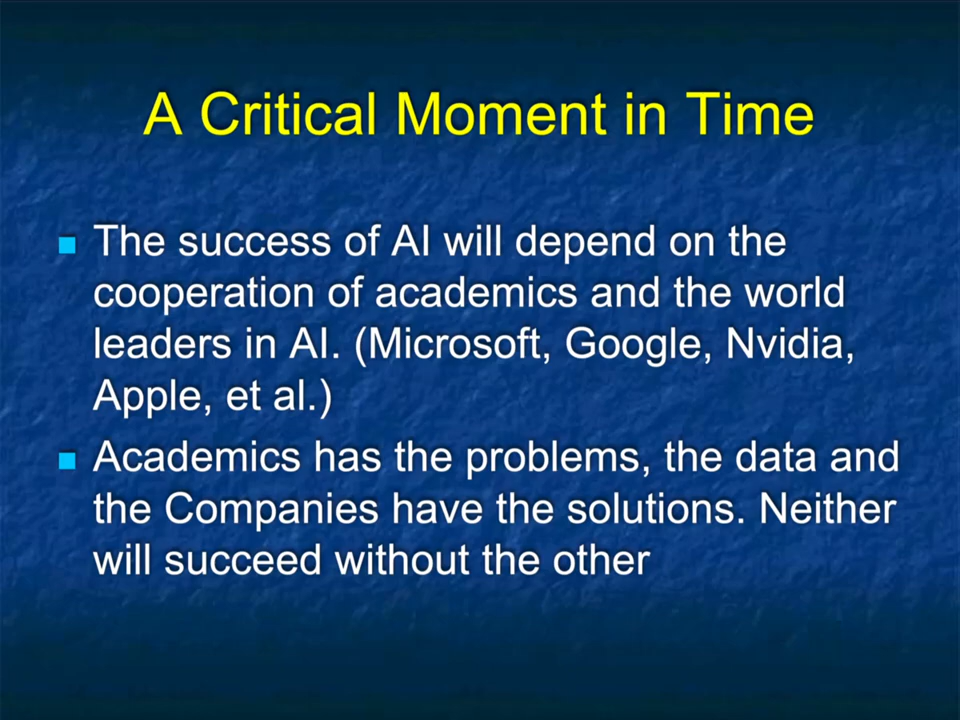 A Critical Moment in Time
The success of AI will depend on the
cooperation of academics and the world
leaders in AI. (Microsoft, Google, Nvidia,
Apple, et al.)
Academics has the problems, the data and
the Companies have the solutions. Neither
will succeed without the other